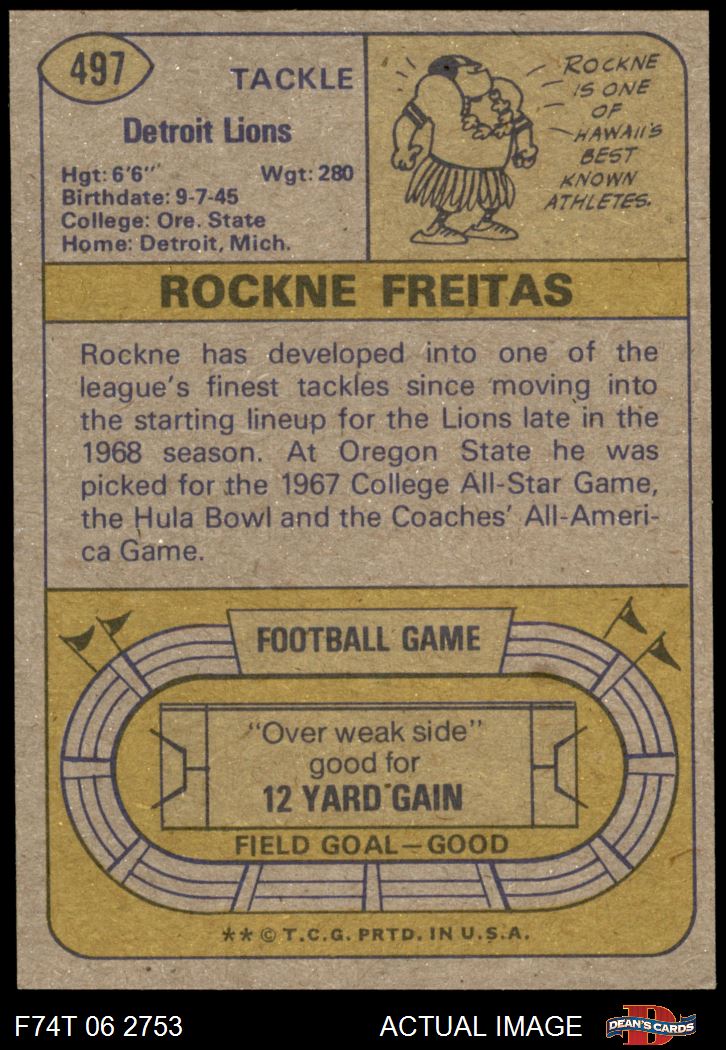 497
TACKLE
Detroit Lions
Hgt: 6'6" Wgt: 280
Birthdate: 9-7-45
College: Ore. State
Home: Detroit, Mich.
ROCKNE
IS ONE
OF
HAWAII'S
BEST
KNOWN
ATHLETES.
ROCKNE FREITAS
Rockne has developed into one of the
league's finest tackles since moving into
the starting lineup for the Lions late in the
1968 season. At Oregon State he was
picked for the 1967 College All-Star Game,
the Hula Bowl and the Coaches' All-Ameri-
ca Game.
FOOTBALL GAME
"Over weak side"
good for
12 YARD GAIN
FIELD GOAL—GOOD
** © T.C.G. PRTD. IN U.S.A.
F74T 06 2753 ACTUAL IMAGE
D
DEAN'S CARDS